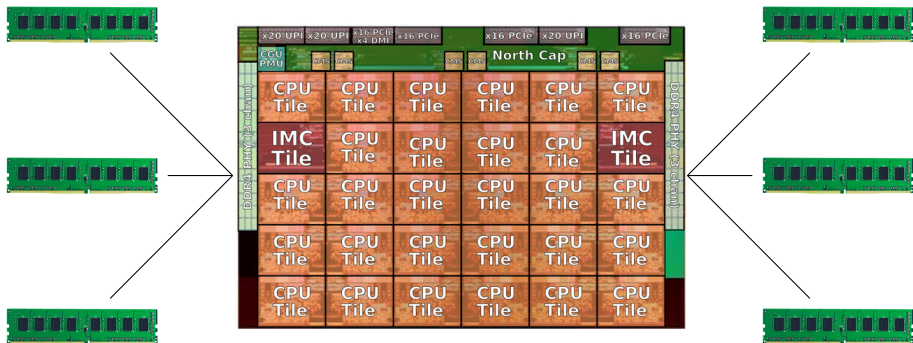 x20 UPI x20 UPI x16 PCIe x4 DMI x16 PCIe x16 PCIe x20 UPI x16 PCIe
CGU PMU
North Cap
DDR4 PHY (3 chan)
DDR4 PHY (3 chan)
CPU Tile CPU Tile CPU Tile CPU Tile CPU Tile CPU Tile
IMC Tile CPU Tile CPU Tile CPU Tile CPU Tile IMC Tile
CPU Tile CPU Tile CPU Tile CPU Tile CPU Tile CPU Tile
CPU Tile CPU Tile CPU Tile CPU Tile CPU Tile CPU Tile
CPU Tile CPU Tile CPU Tile CPU Tile CPU Tile CPU Tile